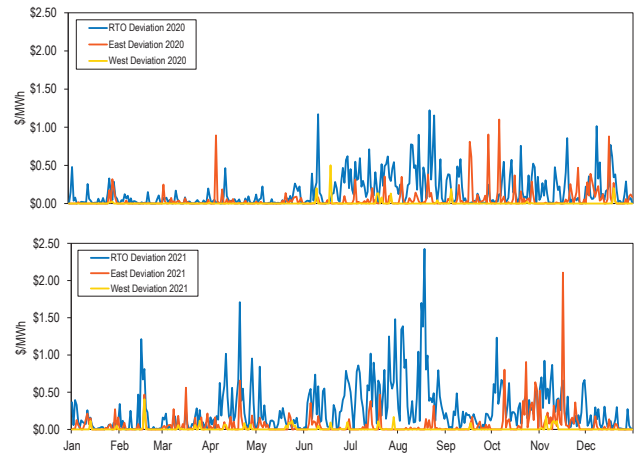 $2.50
$2.00
$1.50
$1.00
$0.50
$0.00
$/MWh
RTO Deviation 2020
East Deviation 2020
West Deviation 2020
$2.50
$2.00
$1.50
$1.00
$0.50
$0.00
$/MWh
RTO Deviation 2021
East Deviation 2021
West Deviation 2021
Jan Feb Mar Apr May Jun Jul Aug Sep Oct Nov Dec